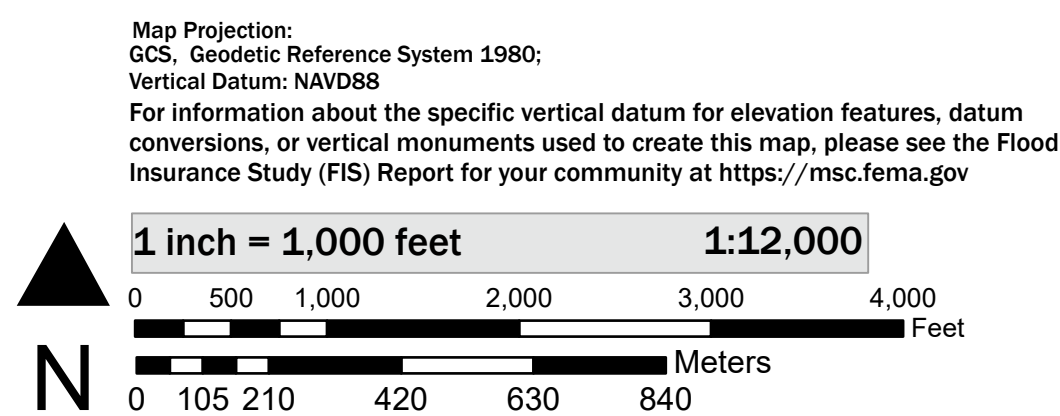 Map Projection:
GCS, Geodetic Reference System 1980;
Vertical Datum: NAVD88
For information about the specific vertical datum for elevation features, datum
conversions, or vertical monuments used to create this map, please see the Flood
Insurance Study (FIS) Report for your community at https://msc.fema.gov
1 inch = 1,000 feet 1:12,000
0 500 1,000 2,000 3,000 4,000
Feet
Meters
N
0 105 210 420 630 840